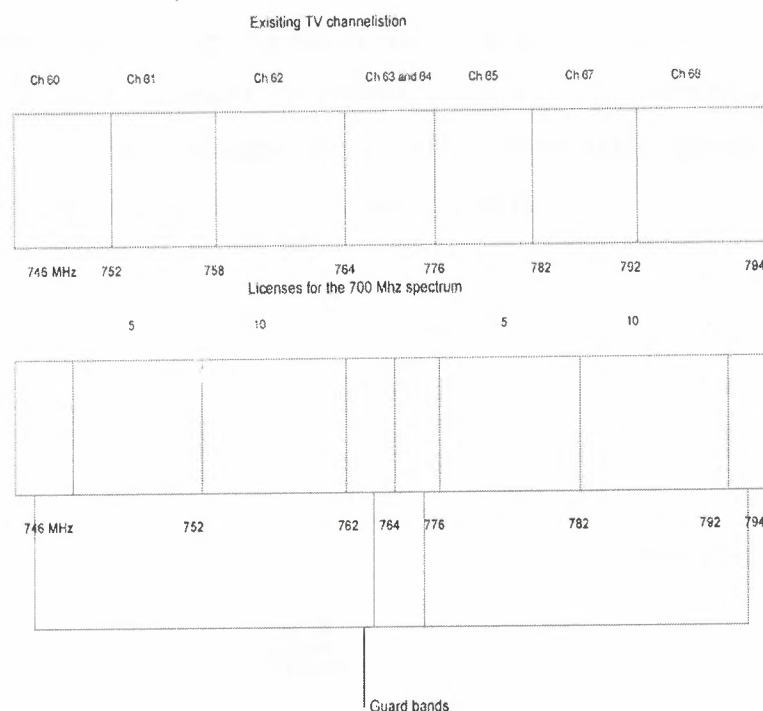 Exisiting TV channelistion
Ch 60 Ch 61 Ch 62 Ch 63 and 64 Ch 65 Ch 67 Ch 68
746 MHz 752 758 764 776 782 792 794
Licenses for the 700 Mhz spectrum
5 10 5 10
746 MHz 752 762 764 776 782 792 794
Guard bands